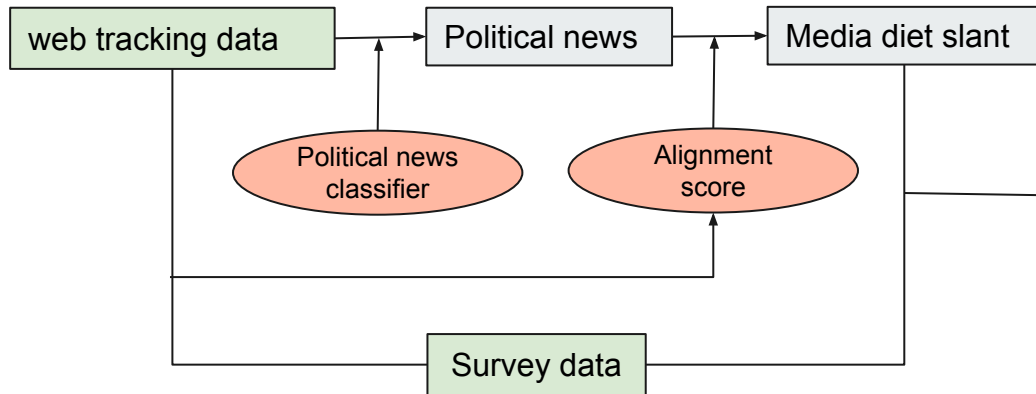 web tracking data
Political news
Media diet slant
Political news
classifier
Alignment
score
Survey data